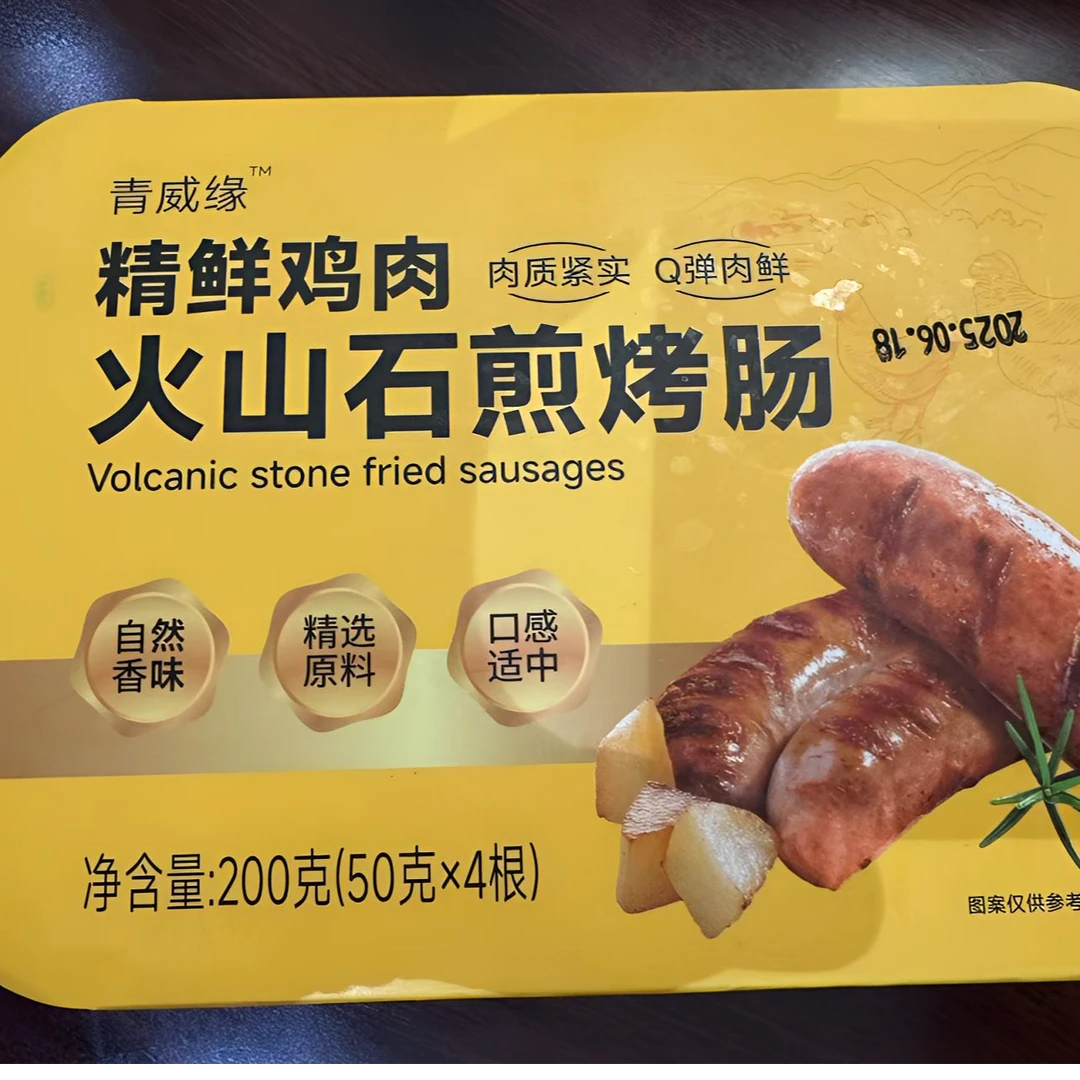 青威缘™
精鲜鸡肉 肉质紧实 Q弹肉鲜
火山石煎烤肠
2025.06.18
Volcanic stone fried sausages
自然
香味
精选
原料
口感
适中
净含量:200克(50克×4根)
图案仅供参考